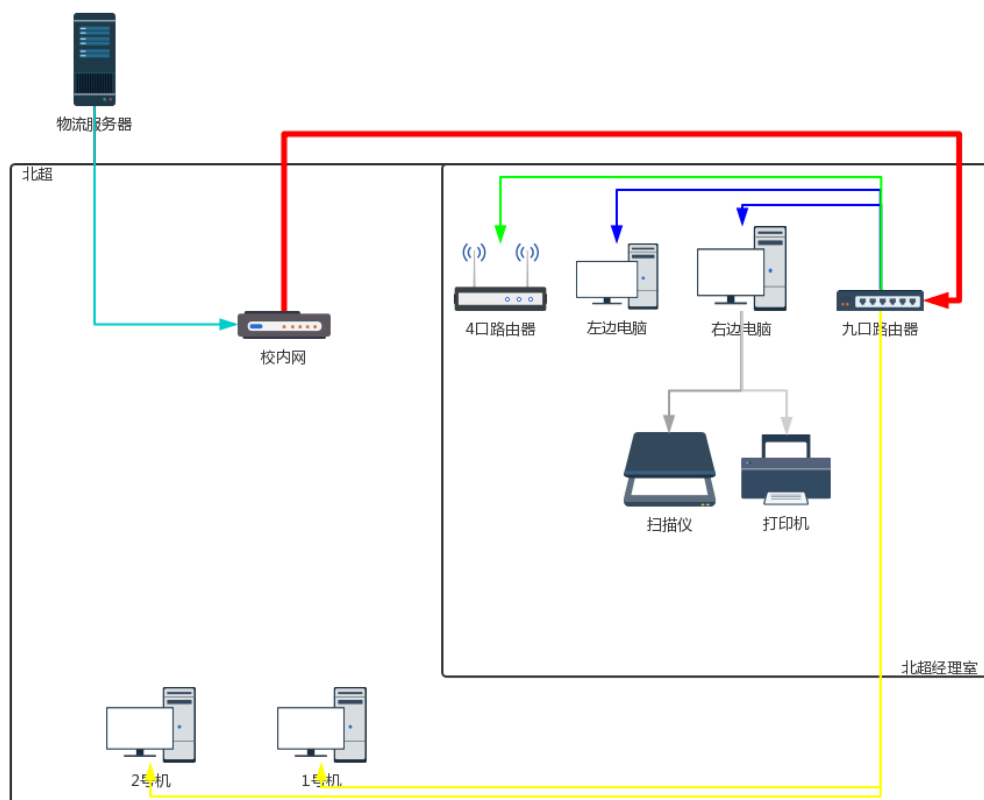 物流服务器
北超
4口路由器
左边电脑
右边电脑
九口路由器
校内网
扫描仪
打印机
北超经理室
2号机
1号机